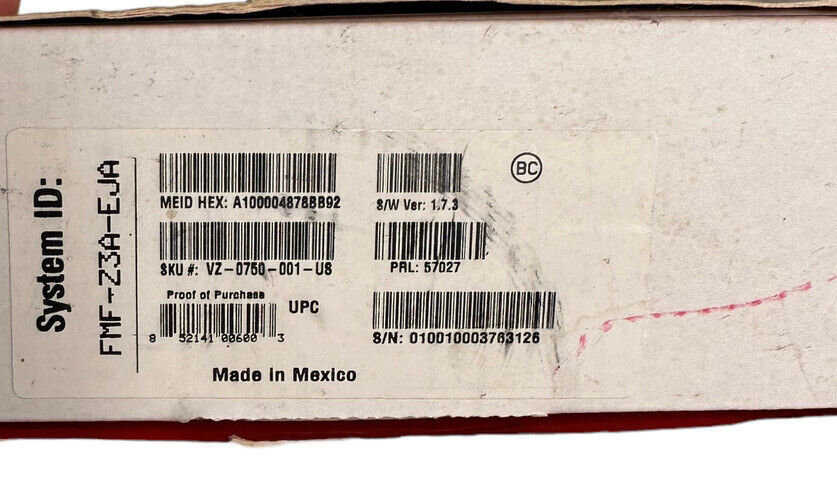 System ID:
FMF-Z3A-EJA
MEID HEX: A100004878BB92
SKU #: VZ-0750-001-US
Proof of Purchase
UPC
8 52141 00600 3
BC
S/W Ver: 1.7.3
PRL: 57027
S/N: 010010003763126
Made in Mexico